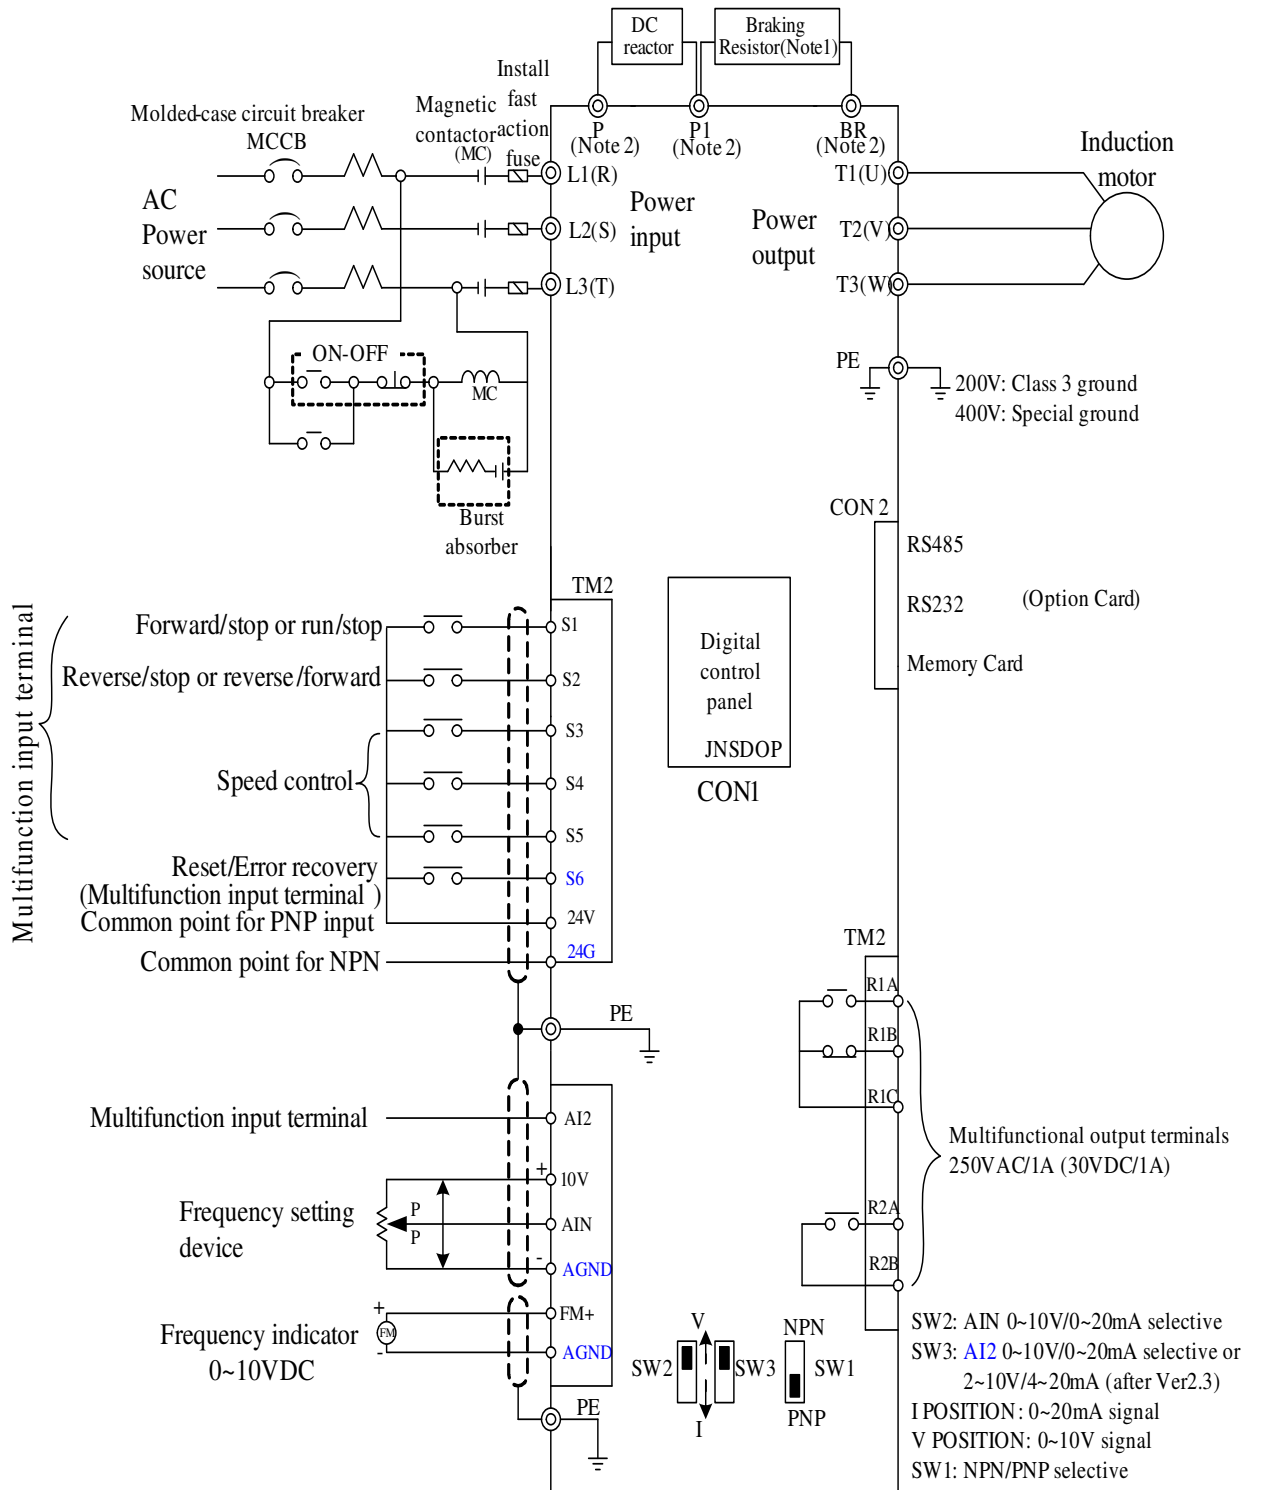 DC
reactor
Braking
Resistor(Note1)
Install
fast
action
fuse
Magnetic
contactor
(MC)
Molded-case circuit breaker
MCCB
P
(Note 2)
P1
(Note 2)
BR
(Note 2)
Induction
motor
AC
Power
source
L1(R)
L2(S)
L3(T)
Power
input
Power
output
T1(U)
T2(V)
T3(W)
PE
200V: Class 3 ground
400V: Special ground
ON-OFF
MC
Burst
absorber
CON 2
RS485
RS232
(Option Card)
Memory Card
TM2
Multifunction input terminal
Forward/stop or run/stop
S1
Reverse/stop or reverse/forward
S2
S3
Speed control
S4
S5
Reset/Error recovery
(Multifunction input terminal )
S6
Common point for PNP input
24V
Common point for NPN
24G
Digital
control
panel
JNSDOP
CON1
PE
TM2
R1A
R1B
R1C
R2A
R2B
Multifunctional output terminals
250VAC/1A (30VDC/1A)
Multifunction input terminal
AI2
+
10V
Frequency setting
device
P
P
AIN
-
AGND
+
FM+
Frequency indicator
0~10VDC
FM
-
AGND
PE
V
SW2
SW3
I
NPN
SW1
PNP
SW2: AIN 0~10V/0~20mA selective
SW3: AI2 0~10V/0~20mA selective or
2~10V/4~20mA (after Ver2.3)
I POSITION: 0~20mA signal
V POSITION: 0~10V signal
SW1: NPN/PNP selective